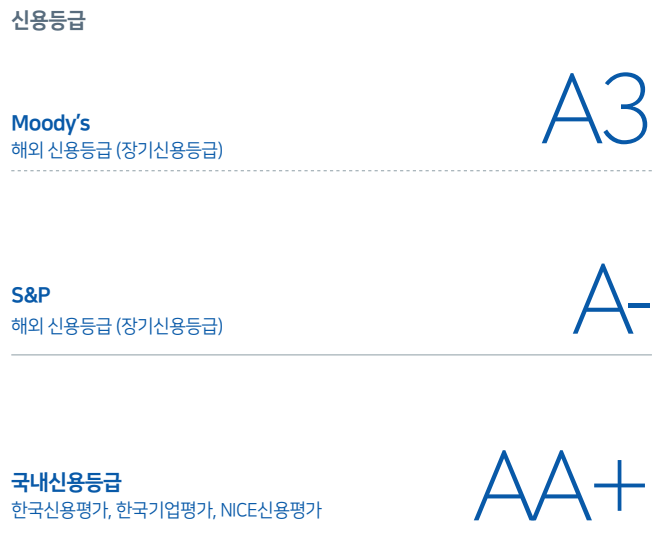 신용등급
Moody's
해외 신용등급 (장기신용등급)
A3
S&P
해외 신용등급 (장기신용등급)
A-
국내신용등급
한국신용평가, 한국기업평가, NICE신용평가
AA+